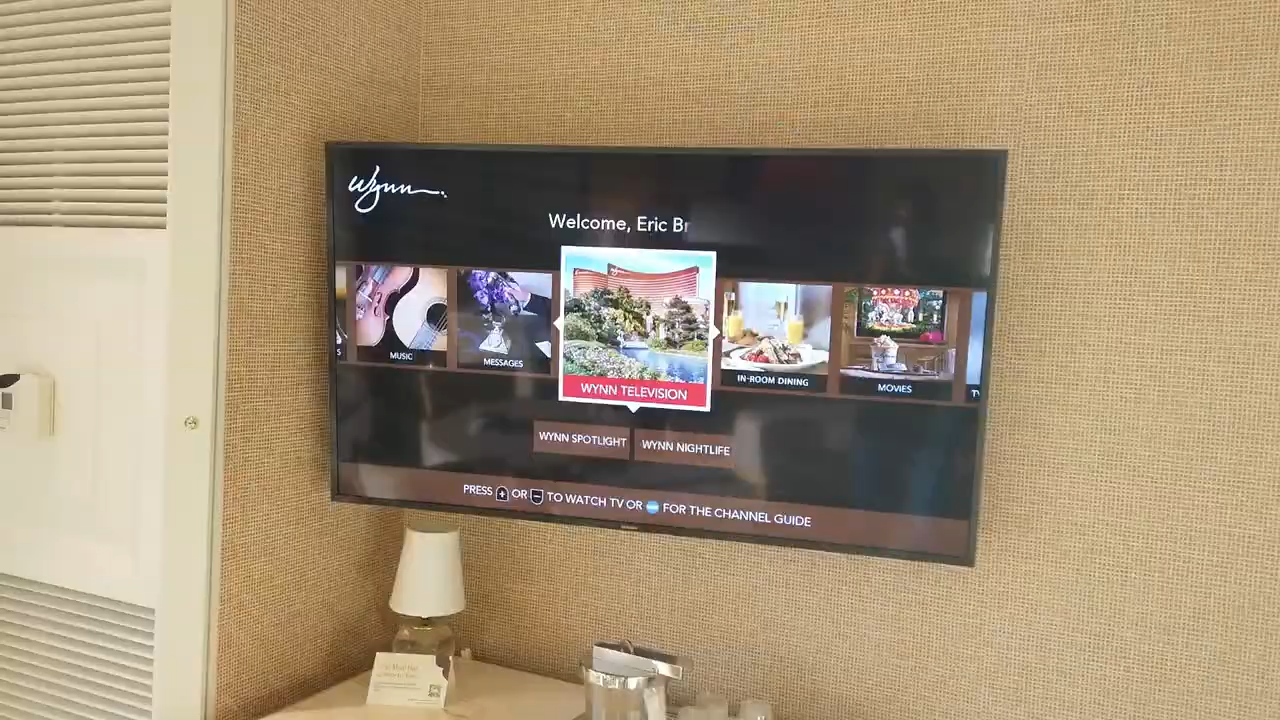 Wynn
Welcome, Eric Br
S
MUSIC
MESSAGES
WYNN TELEVISION
IN-ROOM DINING
MOVIES
TV
WYNN SPOTLIGHT
WYNN NIGHTLIFE
PRESS + OR − TO WATCH TV OR FOR THE CHANNEL GUIDE